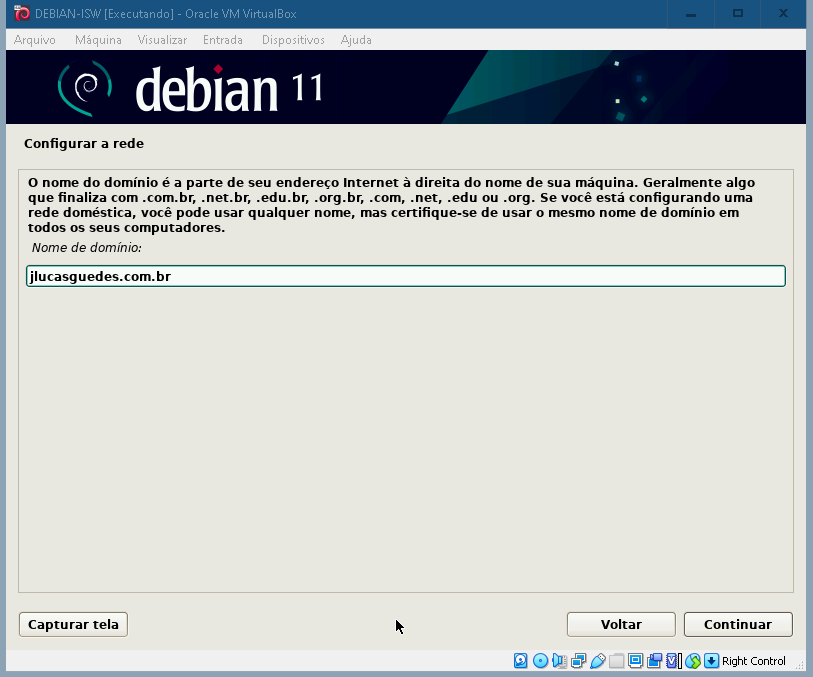 DEBIAN-ISW [Executando] - Oracle VM VirtualBox
Arquivo Máquina Visualizar Entrada Dispositivos Ajuda
debian 11
Configurar a rede
O nome do domínio é a parte de seu endereço Internet à direita do nome de sua máquina. Geralmente algo
que finaliza com .com.br, .net.br, .edu.br, .org.br, .com, .net, .edu ou .org. Se você está configurando uma
rede doméstica, você pode usar qualquer nome, mas certifique-se de usar o mesmo nome de domínio em
todos os seus computadores.
Nome de domínio:
jlucasguedes.com.br
Capturar tela Voltar Continuar
Right Control